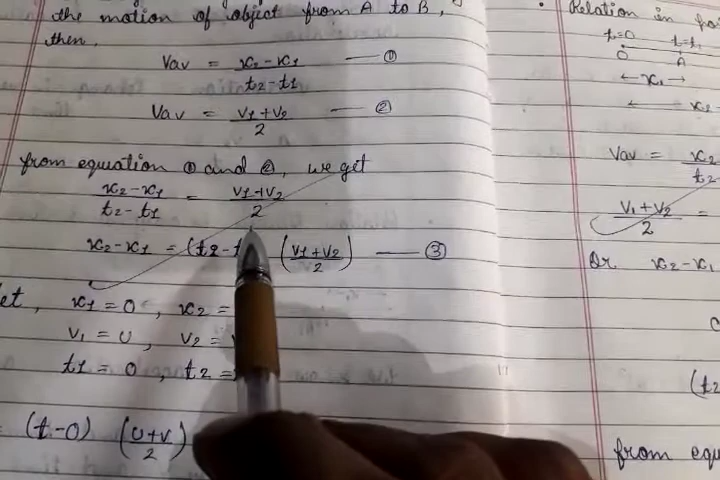 the motion of object from A to B,
then,
Vav = x2-x1 / t2-t1 —— ①
Vav = v1+v2 / 2 —— ②
from equation ① and ②, we get
x2-x1 / t2-t1 = v1+v2 / 2
x2-x1 = (t2-t (v1+v2 / 2) —— ③
et, x1=0, x2=
v1=u, v2=
t1=0, t2=
= (t-0) (u+v / 2)
Relation in
t=0 t=t1
O A
←x1→
← x2
Vav = x2 / t2
v1+v2 / 2 =
Or x2-x1
(t2
from equ